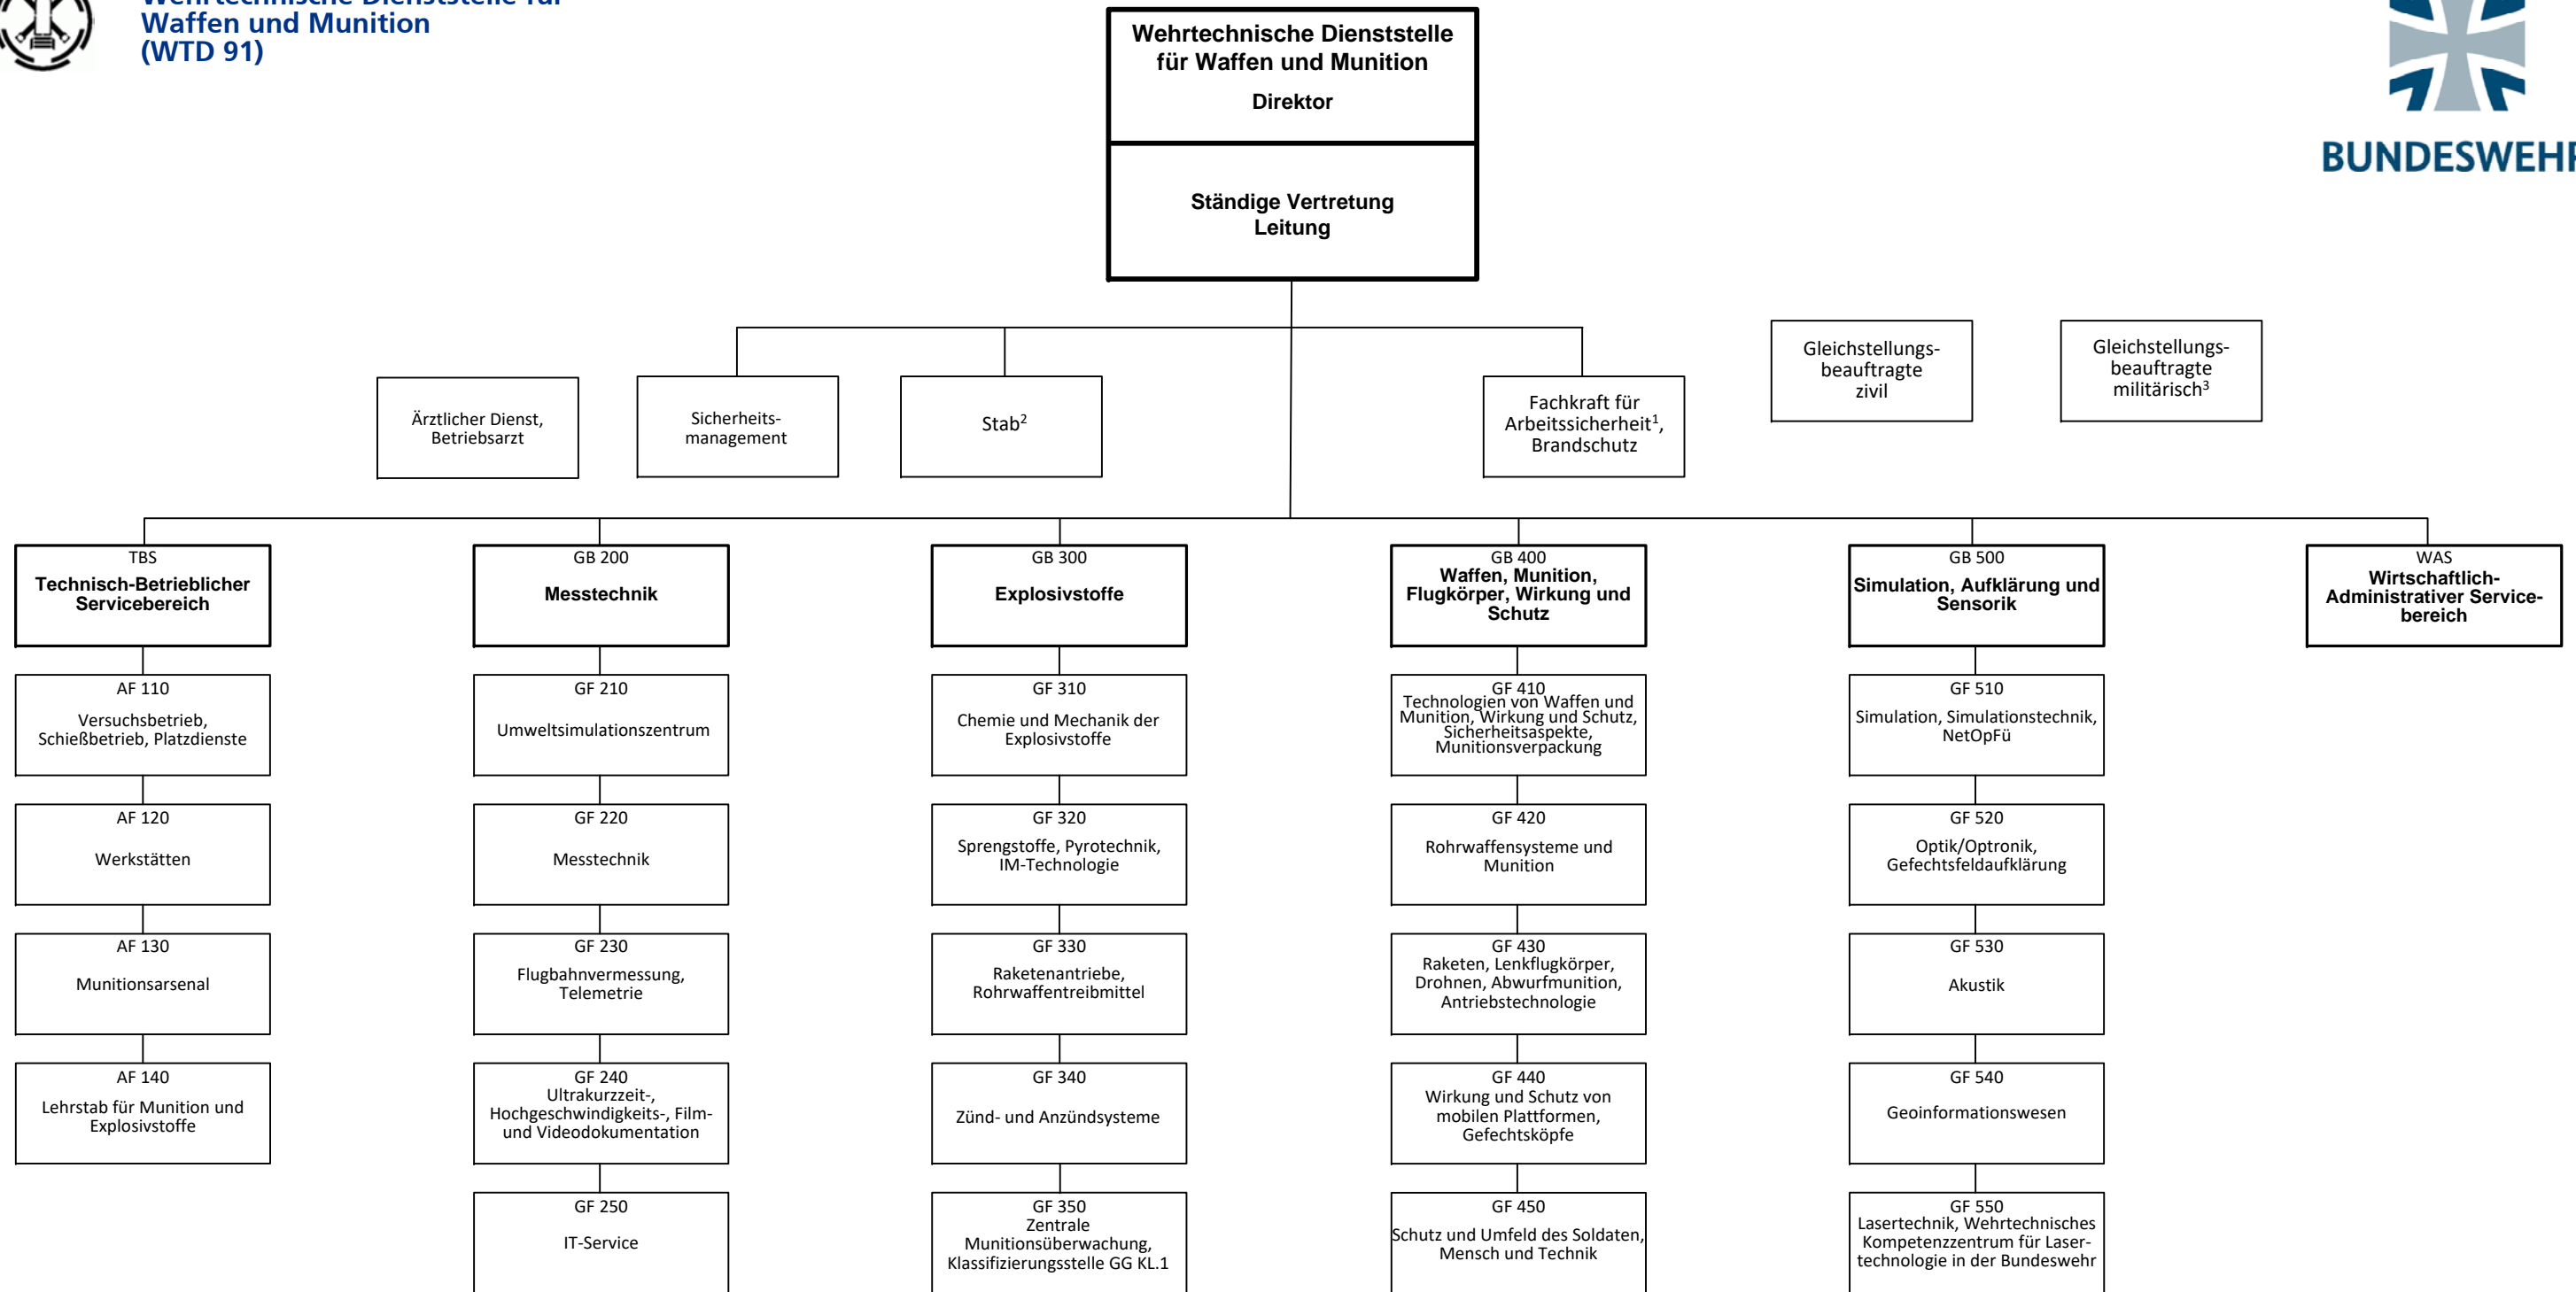 Wehrtechnische Dienststelle für
Waffen und Munition
(WTD 91)
Wehrtechnische Dienststelle
für Waffen und Munition
Direktor
Ständige Vertretung
Leitung
BUNDESWEHR
Ärztlicher Dienst,
Betriebsarzt
Sicherheits-
management
Stab²
Fachkraft für
Arbeitssicherheit¹,
Brandschutz
Gleichstellungs-
beauftragte
zivil
Gleichstellungs-
beauftragte
militärisch³
TBS
Technisch-Betrieblicher
Servicebereich
AF 110
Versuchsbetrieb,
Schießbetrieb, Platzdienste
AF 120
Werkstätten
AF 130
Munitionsarsenal
AF 140
Lehrstab für Munition und
Explosivstoffe
GB 200
Messtechnik
GF 210
Umweltsimulationszentrum
GF 220
Messtechnik
GF 230
Flugbahnvermessung,
Telemetrie
GF 240
Ultrakurzzeit-,
Hochgeschwindigkeits-, Film-
und Videodokumentation
GF 250
IT-Service
GB 300
Explosivstoffe
GF 310
Chemie und Mechanik der
Explosivstoffe
GF 320
Sprengstoffe, Pyrotechnik,
IM-Technologie
GF 330
Raketenantriebe,
Rohrwaffentreibmittel
GF 340
Zünd- und Anzündsysteme
GF 350
Zentrale
Munitionsüberwachung,
Klassifizierungsstelle GG KL.1
GB 400
Waffen, Munition,
Flugkörper, Wirkung und
Schutz
GF 410
Technologien von Waffen und
Munition, Wirkung und Schutz,
Sicherheitsaspekte,
Munitionsverpackung
GF 420
Rohrwaffensysteme und
Munition
GF 430
Raketen, Lenkflugkörper,
Drohnen, Abwurfmunition,
Antriebstechnologie
GF 440
Wirkung und Schutz von
mobilen Plattformen,
Gefechtsköpfe
GF 450
Schutz und Umfeld des Soldaten,
Mensch und Technik
GB 500
Simulation, Aufklärung und
Sensorik
GF 510
Simulation, Simulationstechnik,
NetOpFü
GF 520
Optik/Optronik,
Gefechtsfeldaufklärung
GF 530
Akustik
GF 540
Geoinformationswesen
GF 550
Lasertechnik, Wehrtechnisches
Kompetenzzentrum für Laser-
technologie in der Bundeswehr
WAS
Wirtschaftlich-
Administrativer Service-
bereich